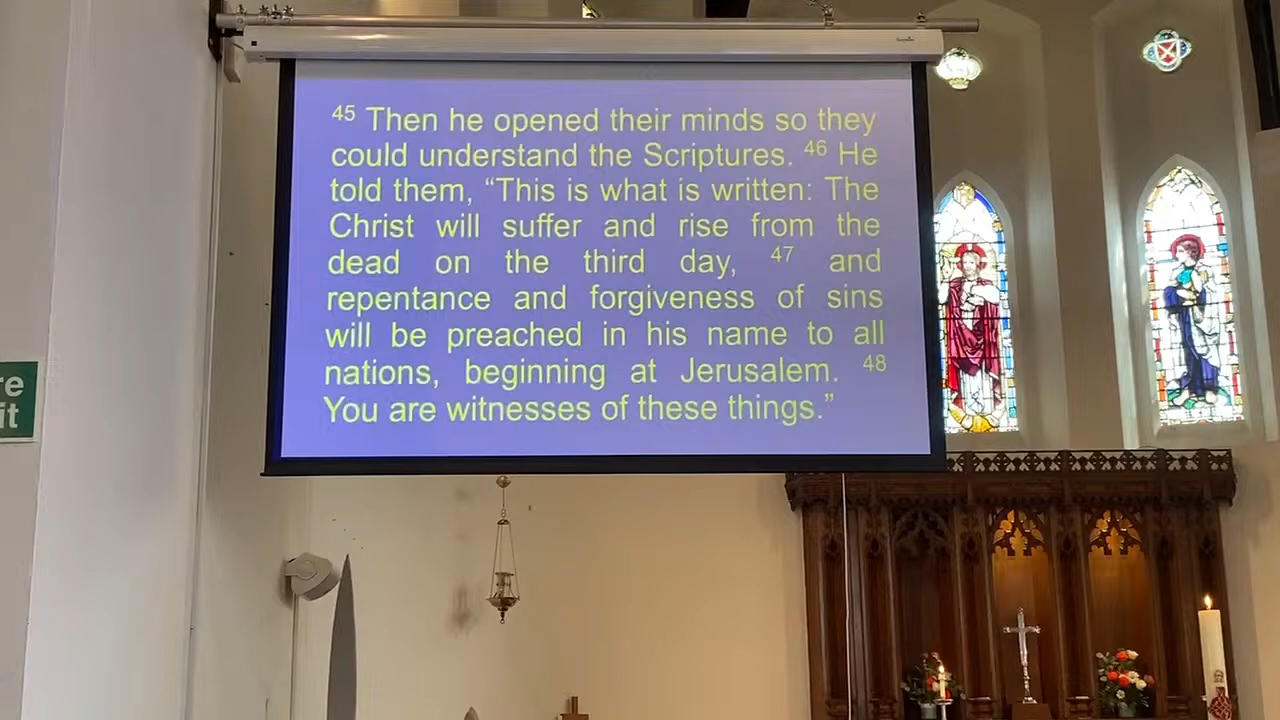 45 Then he opened their minds so they
could understand the Scriptures. 46 He
told them, “This is what is written: The
Christ will suffer and rise from the
dead on the third day, 47 and
repentance and forgiveness of sins
will be preached in his name to all
nations, beginning at Jerusalem. 48
You are witnesses of these things.”
re
it